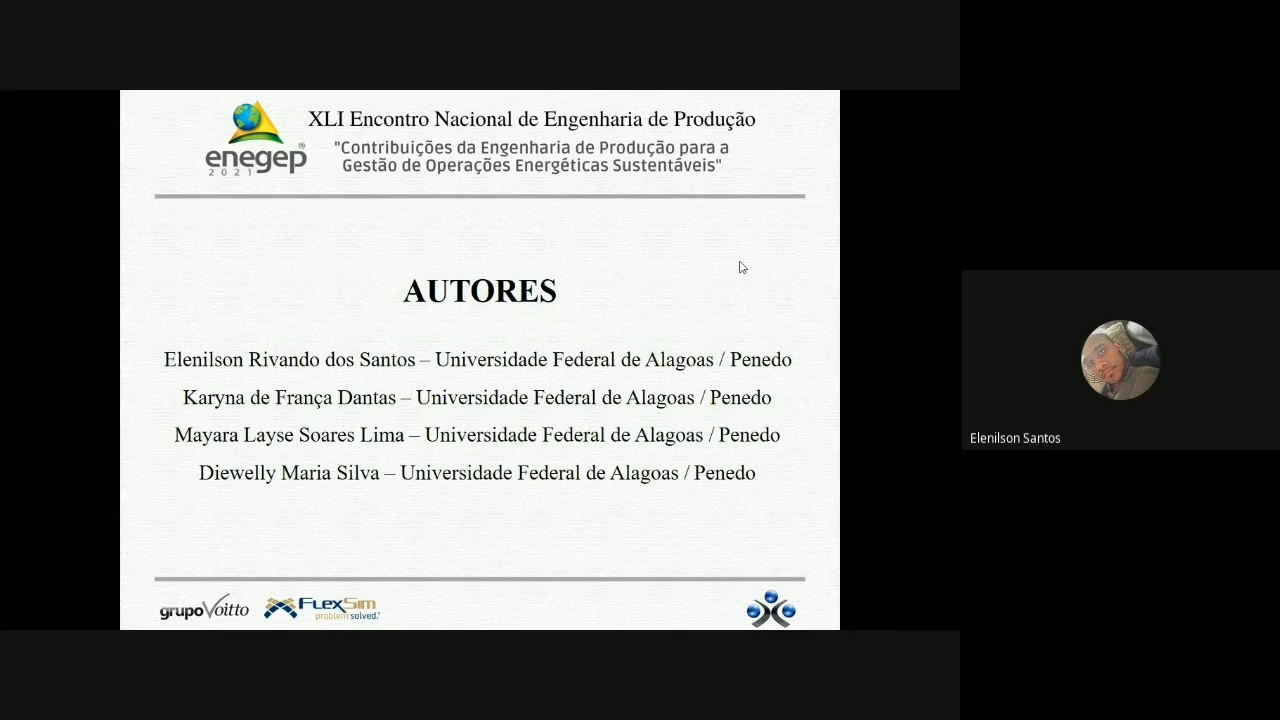 XLI Encontro Nacional de Engenharia de Produção
"Contribuições da Engenharia de Produção para a
Gestão de Operações Energéticas Sustentáveis"
enegep®
2021
AUTORES
Elenilson Rivando dos Santos – Universidade Federal de Alagoas / Penedo
Karyna de França Dantas – Universidade Federal de Alagoas / Penedo
Mayara Layse Soares Lima – Universidade Federal de Alagoas / Penedo
Diewelly Maria Silva – Universidade Federal de Alagoas / Penedo
grupoVoitto
FLEXSIM
problem solved.
Elenilson Santos